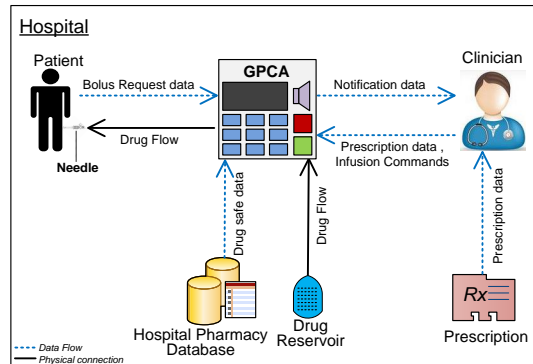 Hospital
Patient
GPCA
Clinician
Bolus Request data
Notification data
Drug Flow
Prescription data ,
Infusion Commands
Needle
Drug safe data
Drug Flow
Prescription data
Rx
Hospital Pharmacy
Database
Drug
Reservoir
Prescription
Data Flow
Physical connection